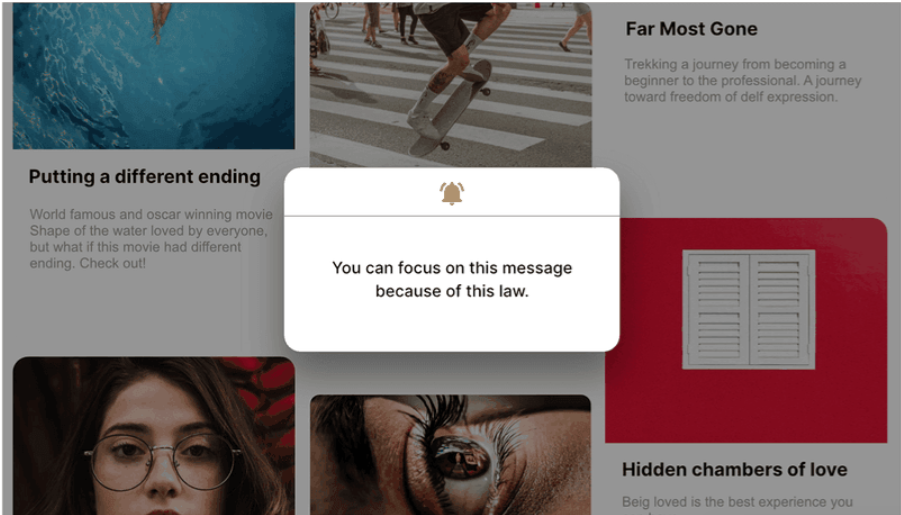 Far Most Gone
Trekking a journey from becoming a
beginner to the professional. A journey
toward freedom of delf expression.
Putting a different ending
World famous and oscar winning movie
Shape of the water loved by everyone,
but what if this movie had different
ending. Check out!
You can focus on this message
because of this law.
Hidden chambers of love
Beig loved is the best experience you